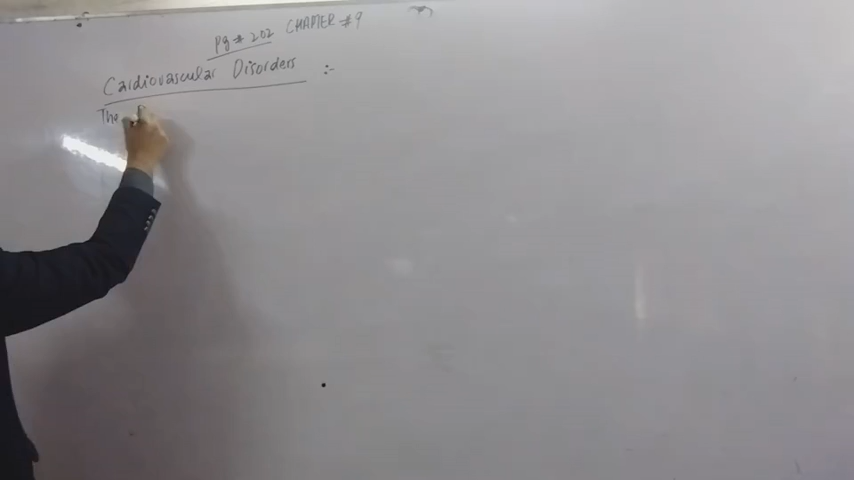 Pg # 202 CHAPTER # 9
Cardiovascular Disorders :-
The